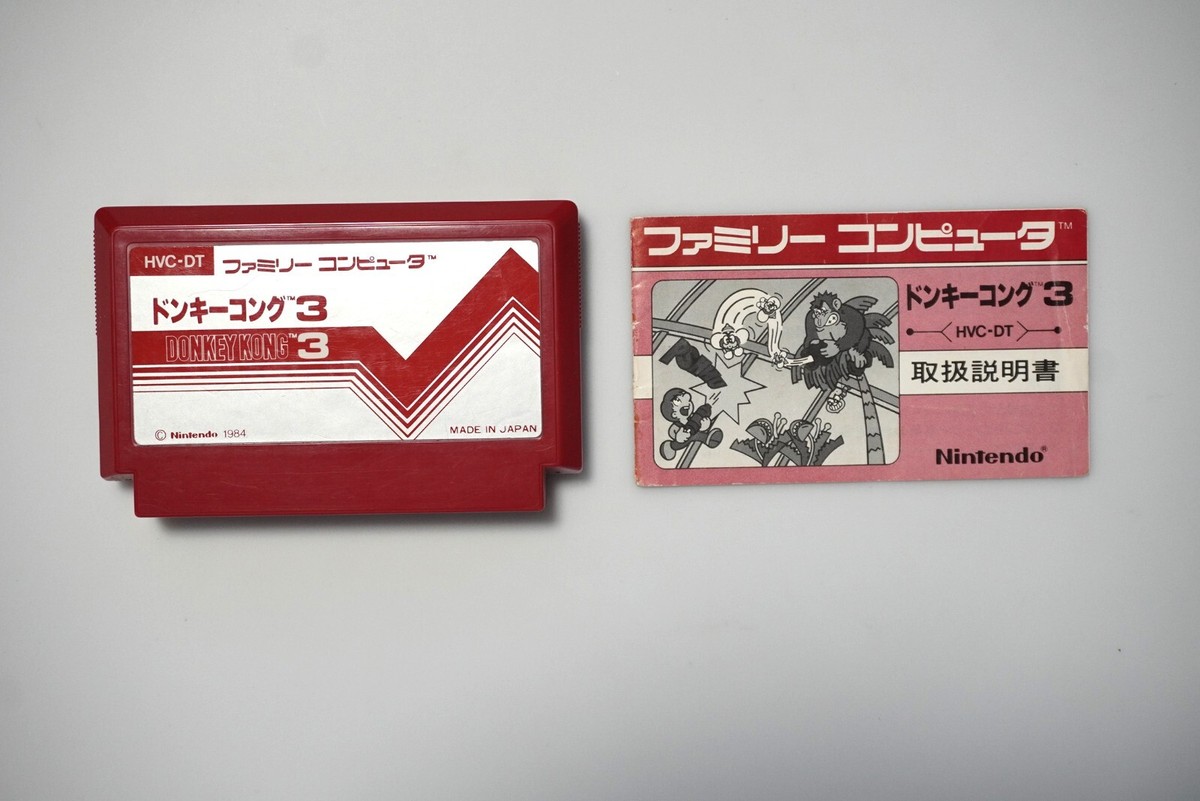 HVC-DT ファミリー コンピュータ™
ドンキーコング™3
DONKEY KONG™3
© Nintendo 1984
MADE IN JAPAN
ファミリー コンピュータ™
ドンキーコング™3
HVC-DT
取扱説明書
Nintendo®